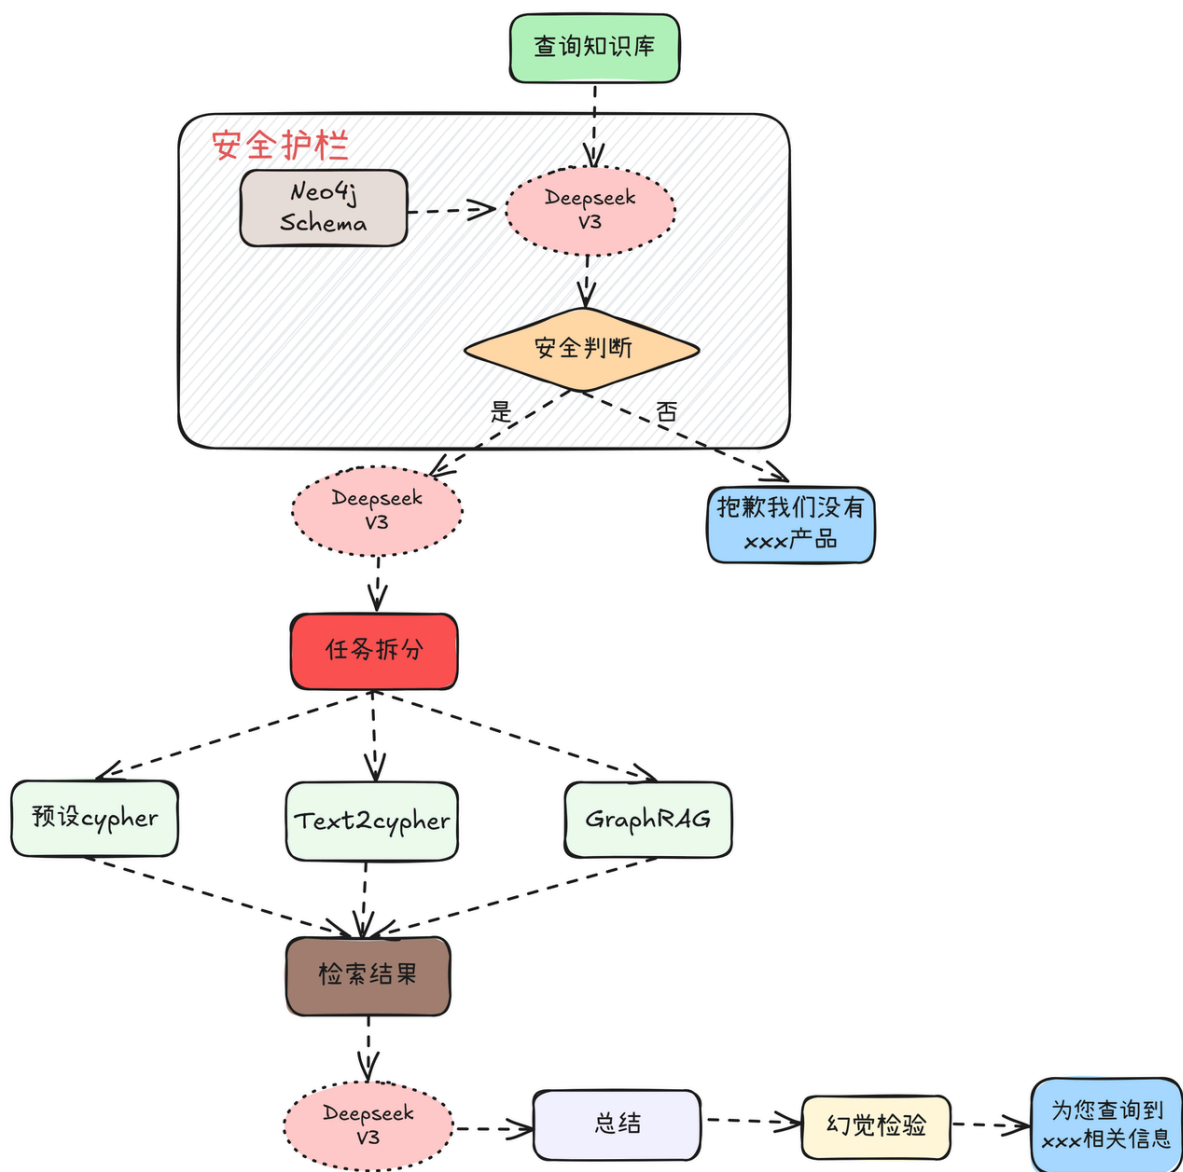 查询知识库
安全护栏
Neo4j
Schema
Deepseek
V3
安全判断
是
否
Deepseek
V3
抱歉我们没有
xxx产品
任务拆分
预设cypher
Text2cypher
GraphRAG
检索结果
Deepseek
V3
总结
幻觉检验
为您查询到
xxx相关信息